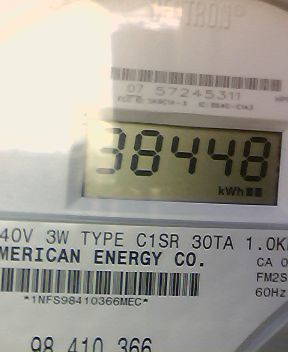 07 57245311
38448
kWh
40V 3W TYPE C1SR 30TA 1.0K
MERICAN ENERGY CO.
CA 0
FM2S
60Hz
*1NFS98410366MEC*
98 410 366